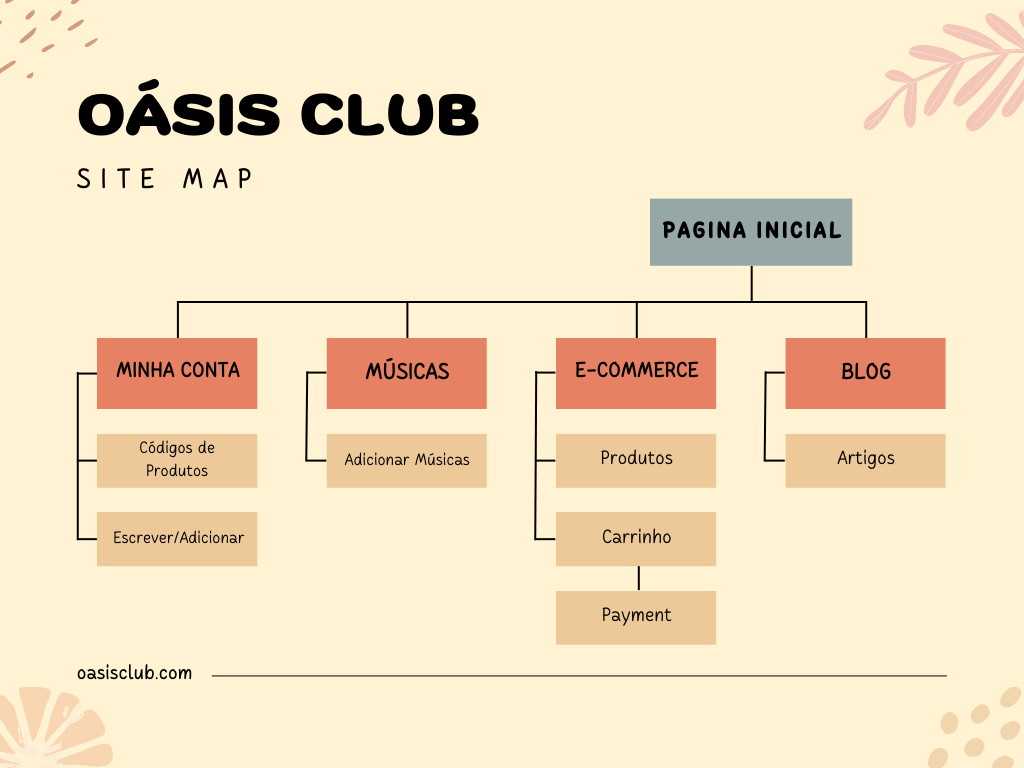 OÁSIS CLUB
SITE MAP
PAGINA INICIAL
MINHA CONTA
MÚSICAS
E-COMMERCE
BLOG
Códigos de
Produtos
Adicionar Músicas
Produtos
Artigos
Escrever/Adicionar
Carrinho
Payment
oasisclub.com